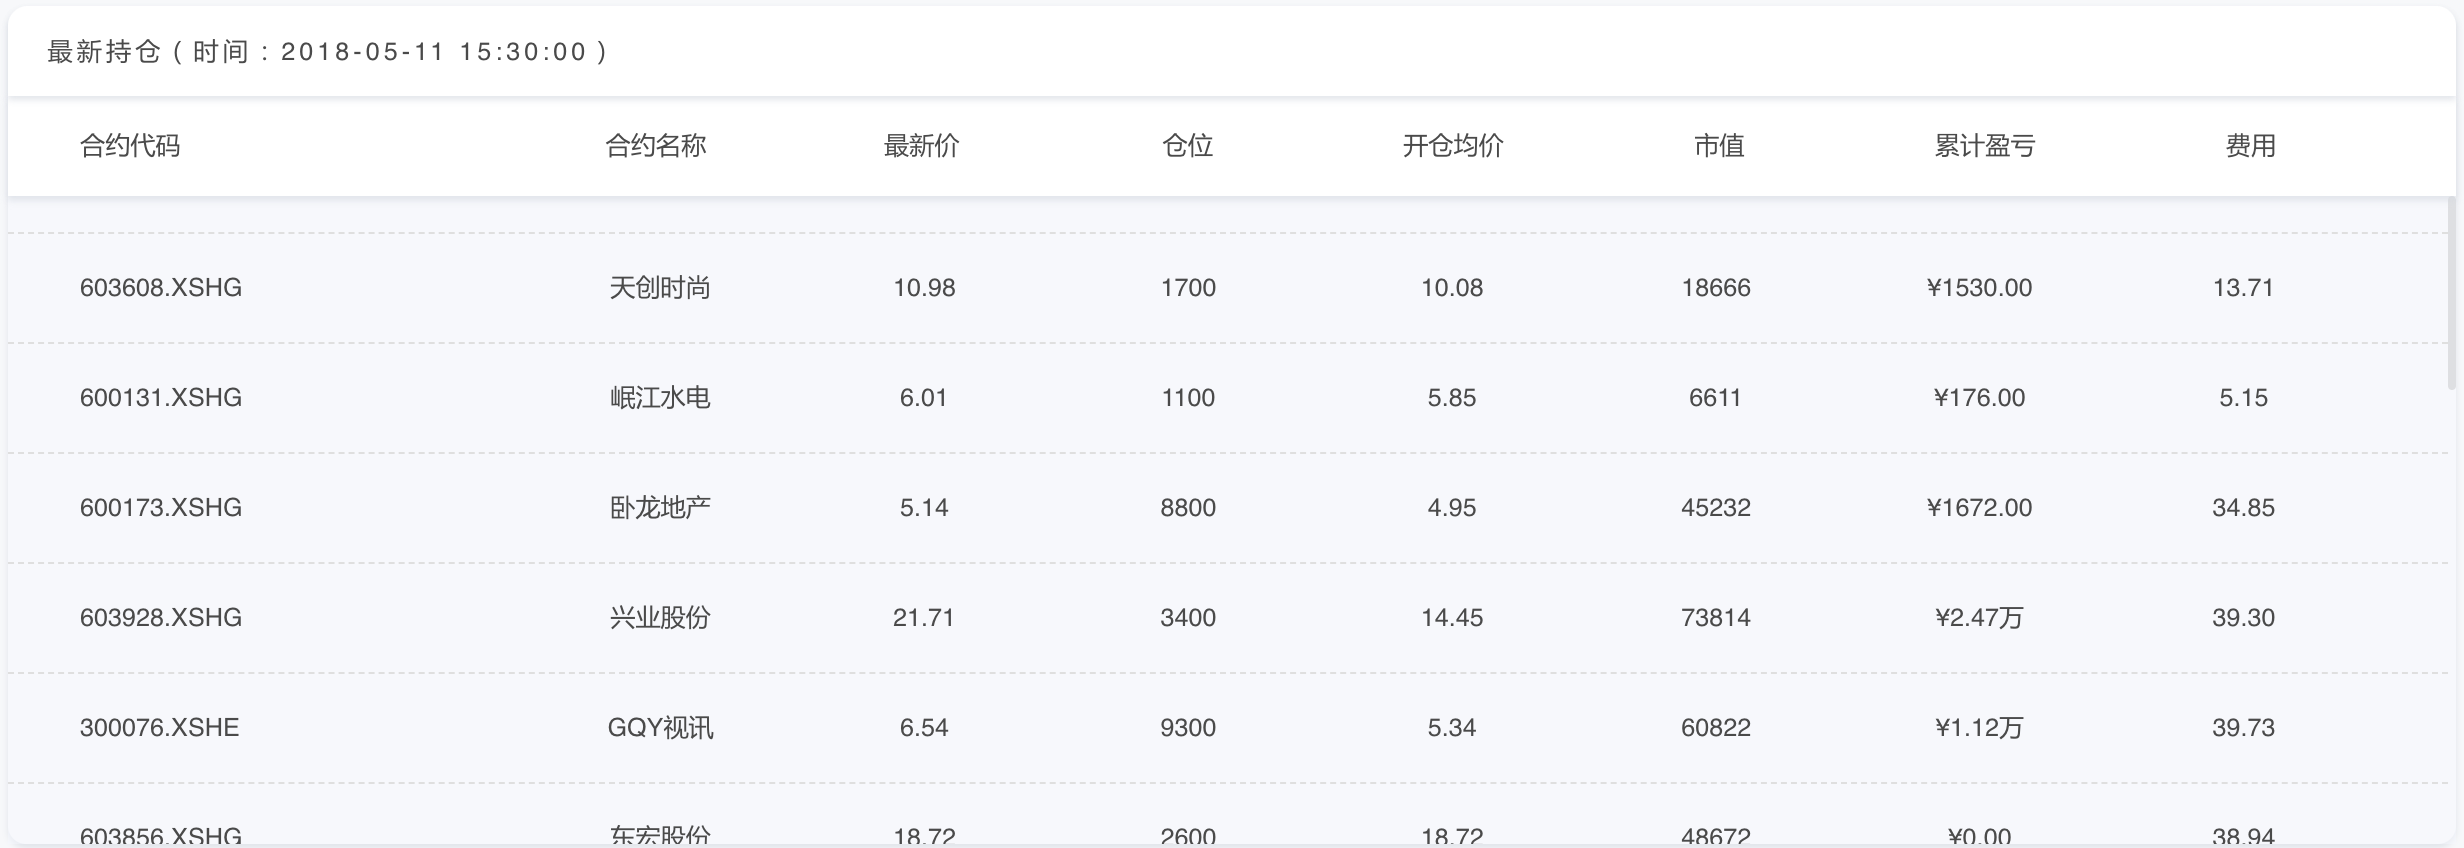 最新持仓 ( 时间 : 2018-05-11 15:30:00 )
合约代码 合约名称 最新价 仓位 开仓均价 市值 累计盈亏 费用
603608.XSHG 天创时尚 10.98 1700 10.08 18666 ¥1530.00 13.71
600131.XSHG 岷江水电 6.01 1100 5.85 6611 ¥176.00 5.15
600173.XSHG 卧龙地产 5.14 8800 4.95 45232 ¥1672.00 34.85
603928.XSHG 兴业股份 21.71 3400 14.45 73814 ¥2.47万 39.30
300076.XSHE GQY视讯 6.54 9300 5.34 60822 ¥1.12万 39.73
603856.XSHG 东宏股份 18.72 2600 18.72 48672 ¥0.00 38.94